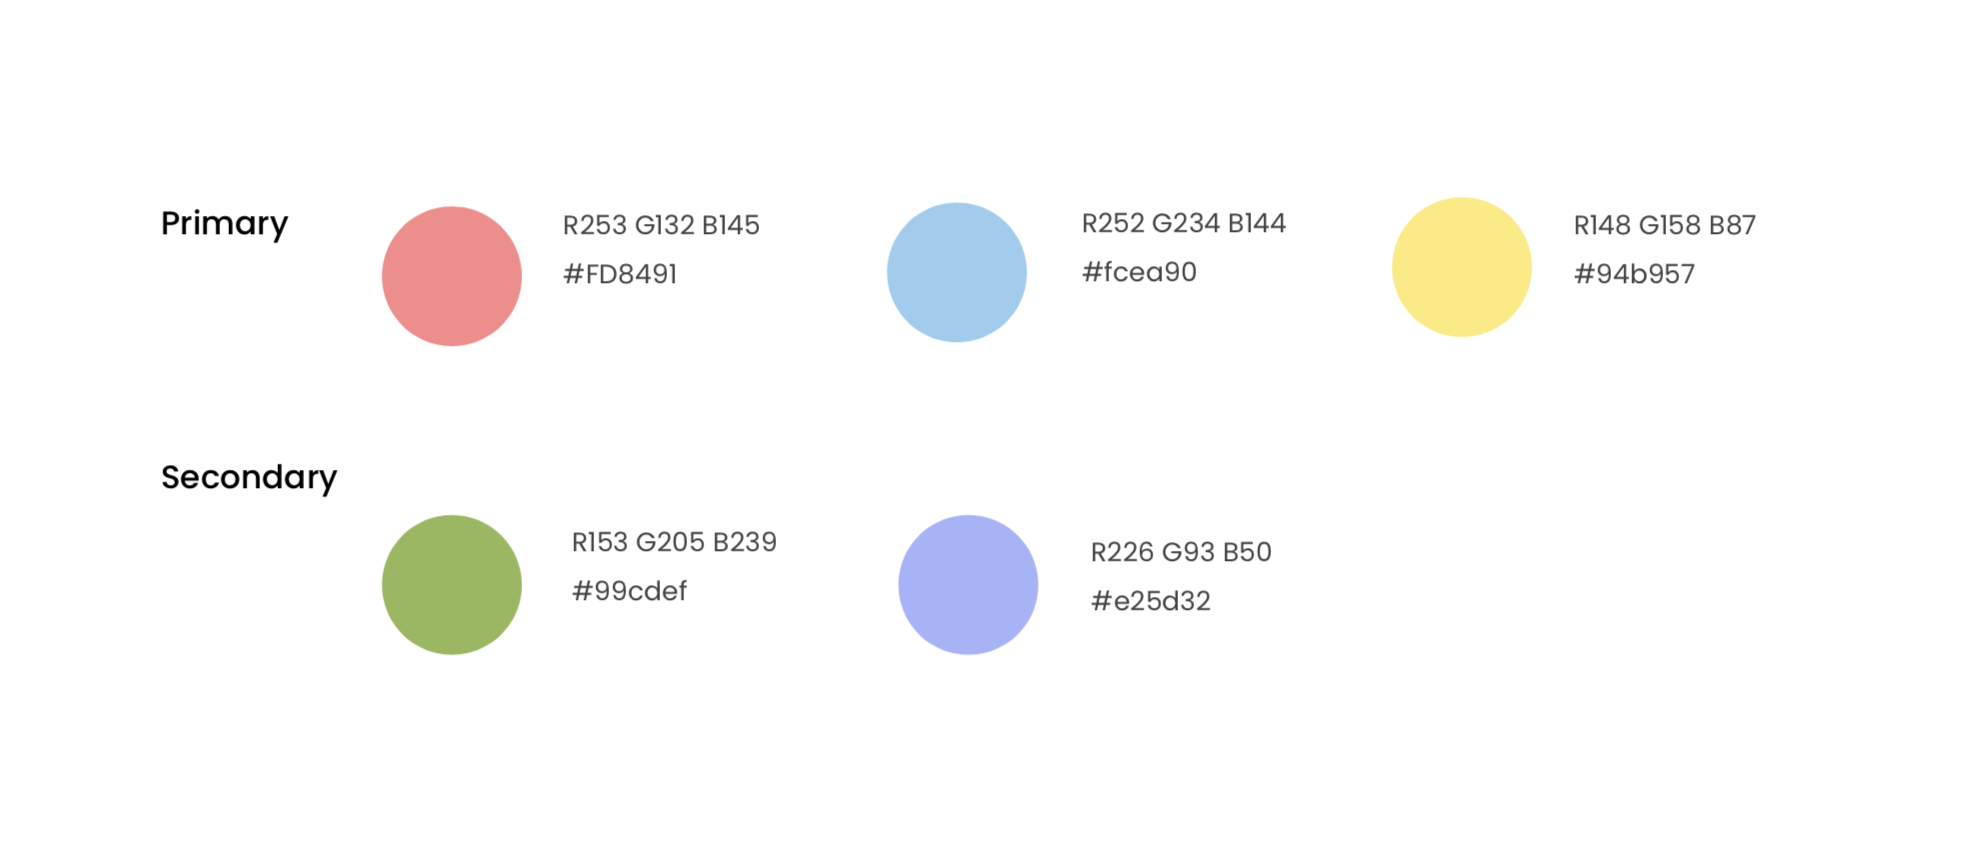 Primary
R253 G132 B145
#FD8491
R252 G234 B144
#fcea90
R148 G158 B87
#94b957
Secondary
R153 G205 B239
#99cdef
R226 G93 B50
#e25d32